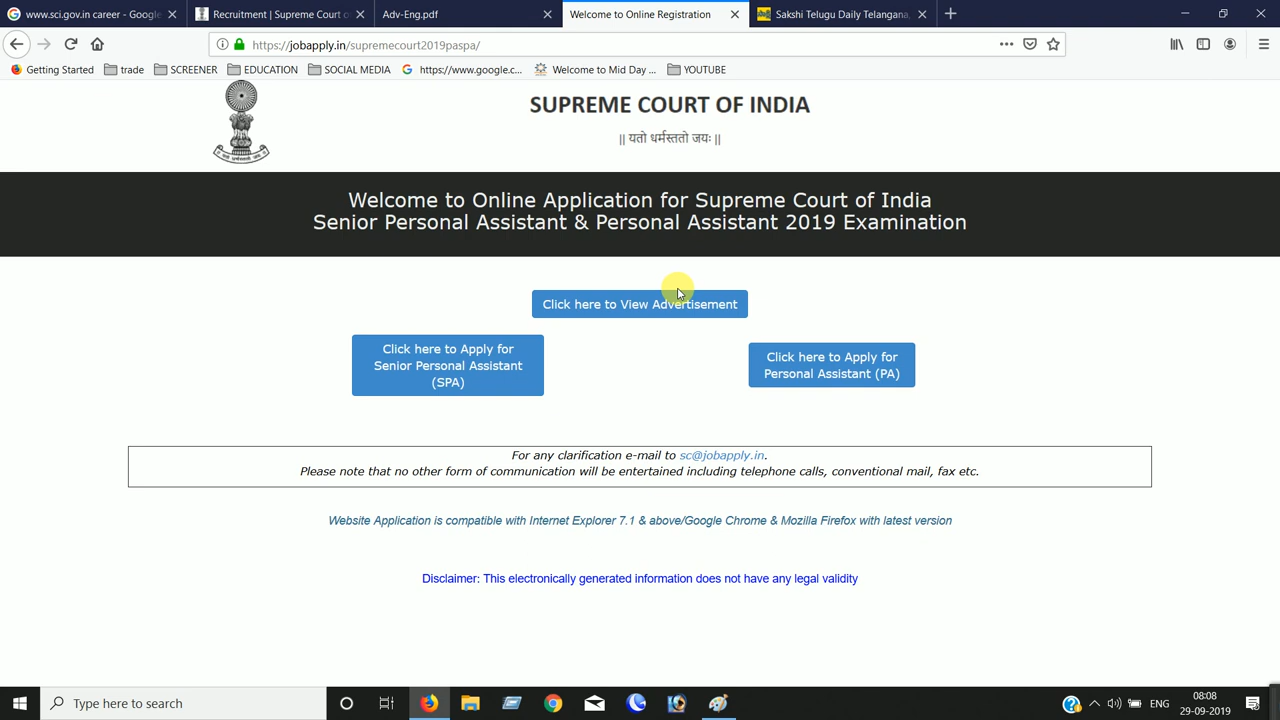 www.sci.gov.in career - Google
Recruitment | Supreme Court o
Adv-Eng.pdf
Welcome to Online Registration
Sakshi Telugu Daily Telangana,
https://jobapply.in/supremecourt2019paspa/
Getting Started
trade
SCREENER
EDUCATION
SOCIAL MEDIA
https://www.google.c...
Welcome to Mid Day ...
YOUTUBE
SUPREME COURT OF INDIA
|| यतो धर्मस्ततो जयः ||
Welcome to Online Application for Supreme Court of India
Senior Personal Assistant & Personal Assistant 2019 Examination
Click here to View Advertisement
Click here to Apply for
Senior Personal Assistant
(SPA)
Click here to Apply for
Personal Assistant (PA)
For any clarification e-mail to sc@jobapply.in.
Please note that no other form of communication will be entertained including telephone calls, conventional mail, fax etc.
Website Application is compatible with Internet Explorer 7.1 & above/Google Chrome & Mozilla Firefox with latest version
Disclaimer: This electronically generated information does not have any legal validity
Type here to search
ENG
08:08
29-09-2019